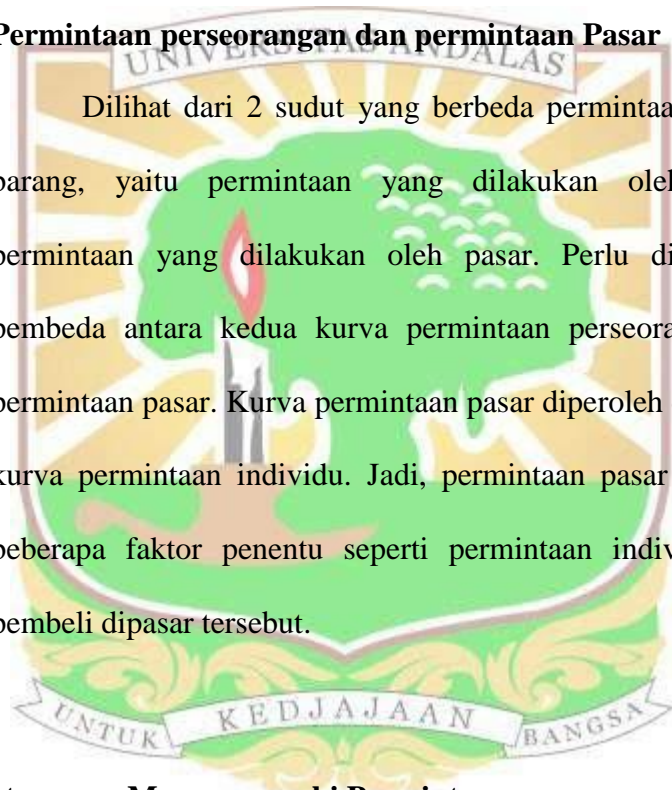 Permintaan perseorangan dan permintaan Pasar
UNIVERSITAS ANDALAS
Dilihat dari 2 sudut yang berbeda permintaa
barang, yaitu permintaan yang dilakukan ole
permintaan yang dilakukan oleh pasar. Perlu di
pembeda antara kedua kurva permintaan perseora
permintaan pasar. Kurva permintaan pasar diperoleh
kurva permintaan individu. Jadi, permintaan pasar
beberapa faktor penentu seperti permintaan indiv
pembeli dipasar tersebut.
UNTUK KEDJAJAAN BANGSA